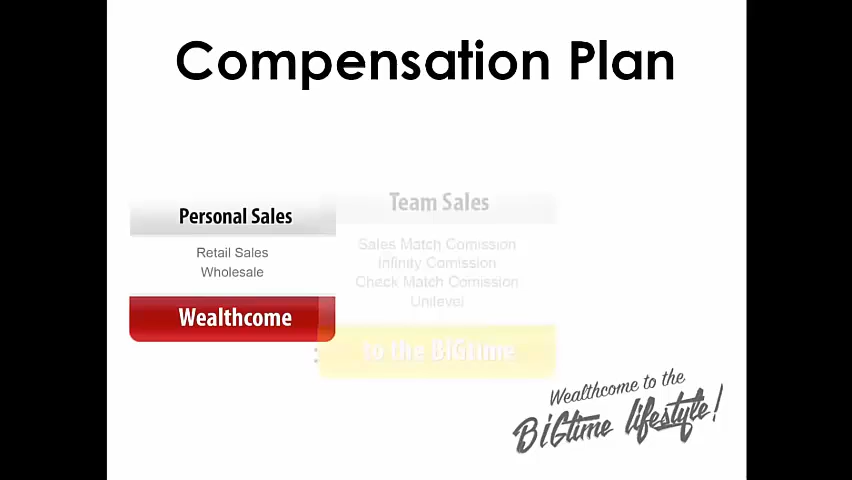 Compensation Plan
Personal Sales
Retail Sales
Wholesale
Wealthcome
Team Sales
Sales Match Comission
Infinity Comission
Check Match Comission
Unilevel
to the BiGtime
Wealthcome to the
BiGtime lifestyle!